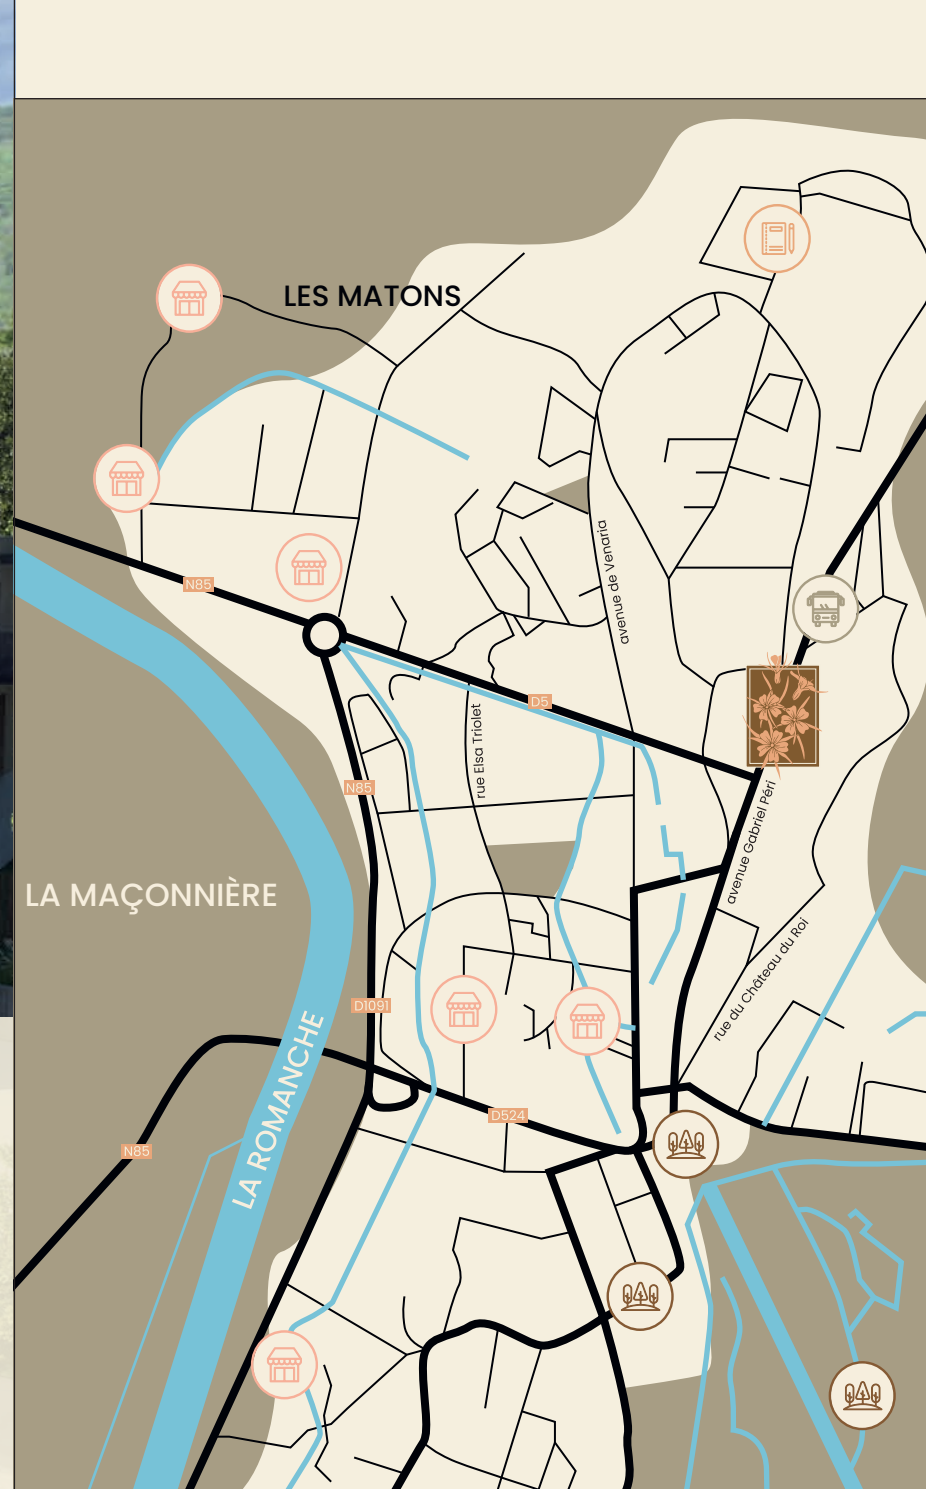 LES MATONS
avenue de Venaria
N85
D5
rue Elsa Triolet
N85
avenue Gabriel Péri
LA MAÇONNIÈRE
rue du Château du Roi
D1091
LA ROMANCHE
D524
N85